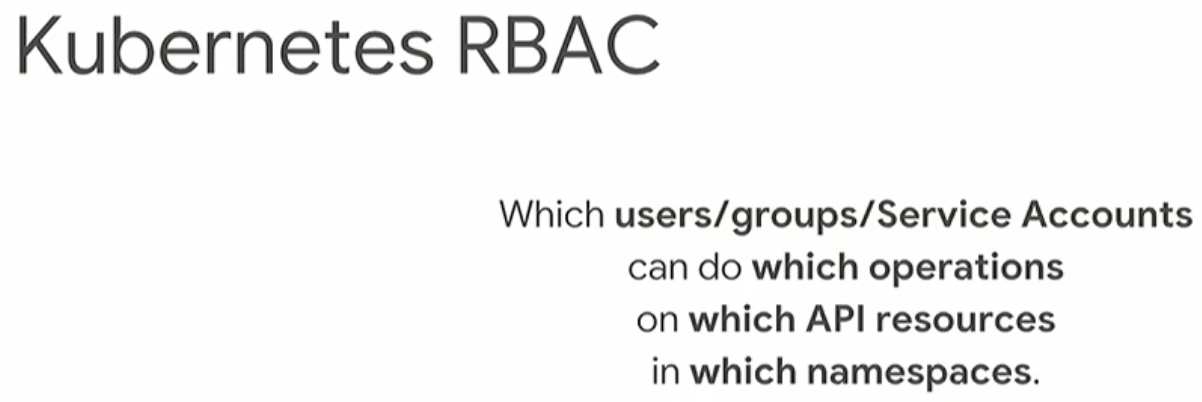 Kubernetes RBAC
Which users/groups/Service Accounts
can do which operations
on which API resources
in which namespaces.